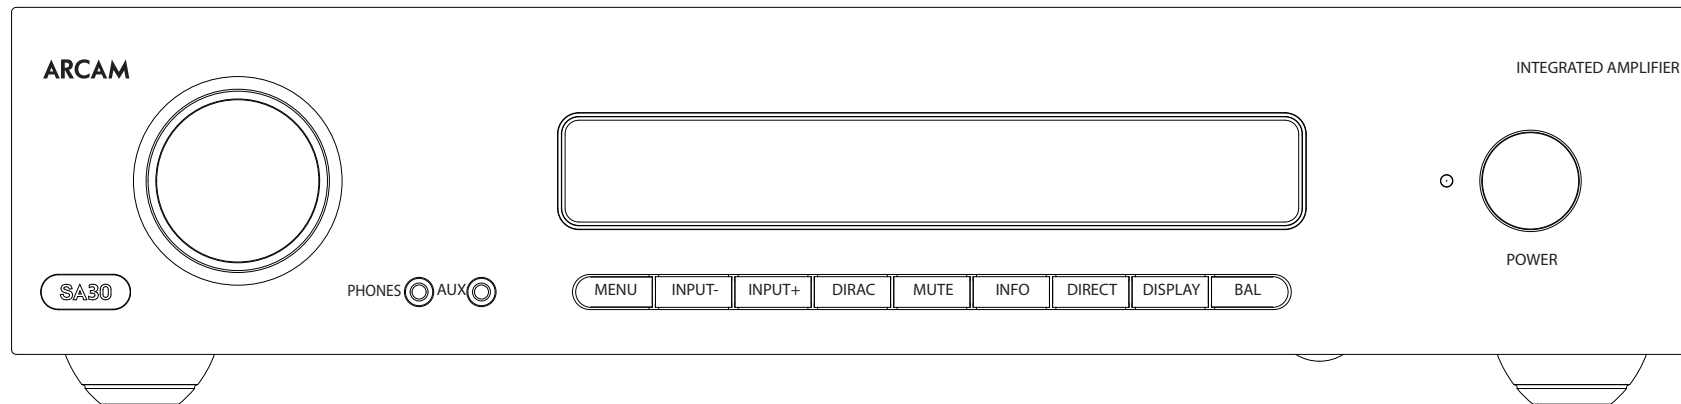 ARCAM
INTEGRATED AMPLIFIER
POWER
SA30
PHONES AUX
MENU INPUT- INPUT+ DIRAC MUTE INFO DIRECT DISPLAY BAL